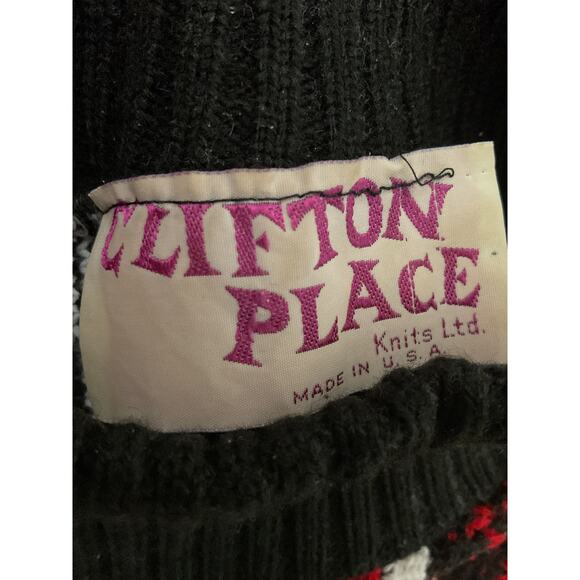 CLIFTON
PLACE
Knits Ltd.
MADE IN U.S.A.